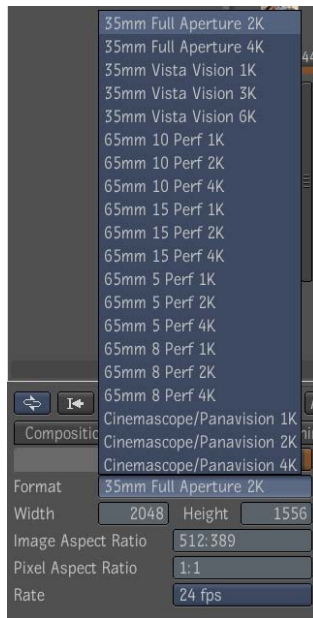 35mm Full Aperture 2K
35mm Full Aperture 4K
35mm Vista Vision 1K
35mm Vista Vision 3K
35mm Vista Vision 6K
65mm 10 Perf 1K
65mm 10 Perf 2K
65mm 10 Perf 4K
65mm 15 Perf 1K
65mm 15 Perf 2K
65mm 15 Perf 4K
65mm 5 Perf 1K
65mm 5 Perf 2K
65mm 5 Perf 4K
65mm 8 Perf 1K
65mm 8 Perf 2K
65mm 8 Perf 4K
Cinemascope/Panavision 1K
Cinemascope/Panavision 2K
Cinemascope/Panavision 4K
Compositio
Format 35mm Full Aperture 2K
Width 2048 Height 1556
Image Aspect Ratio 512:389
Pixel Aspect Ratio 1:1
Rate 24 fps